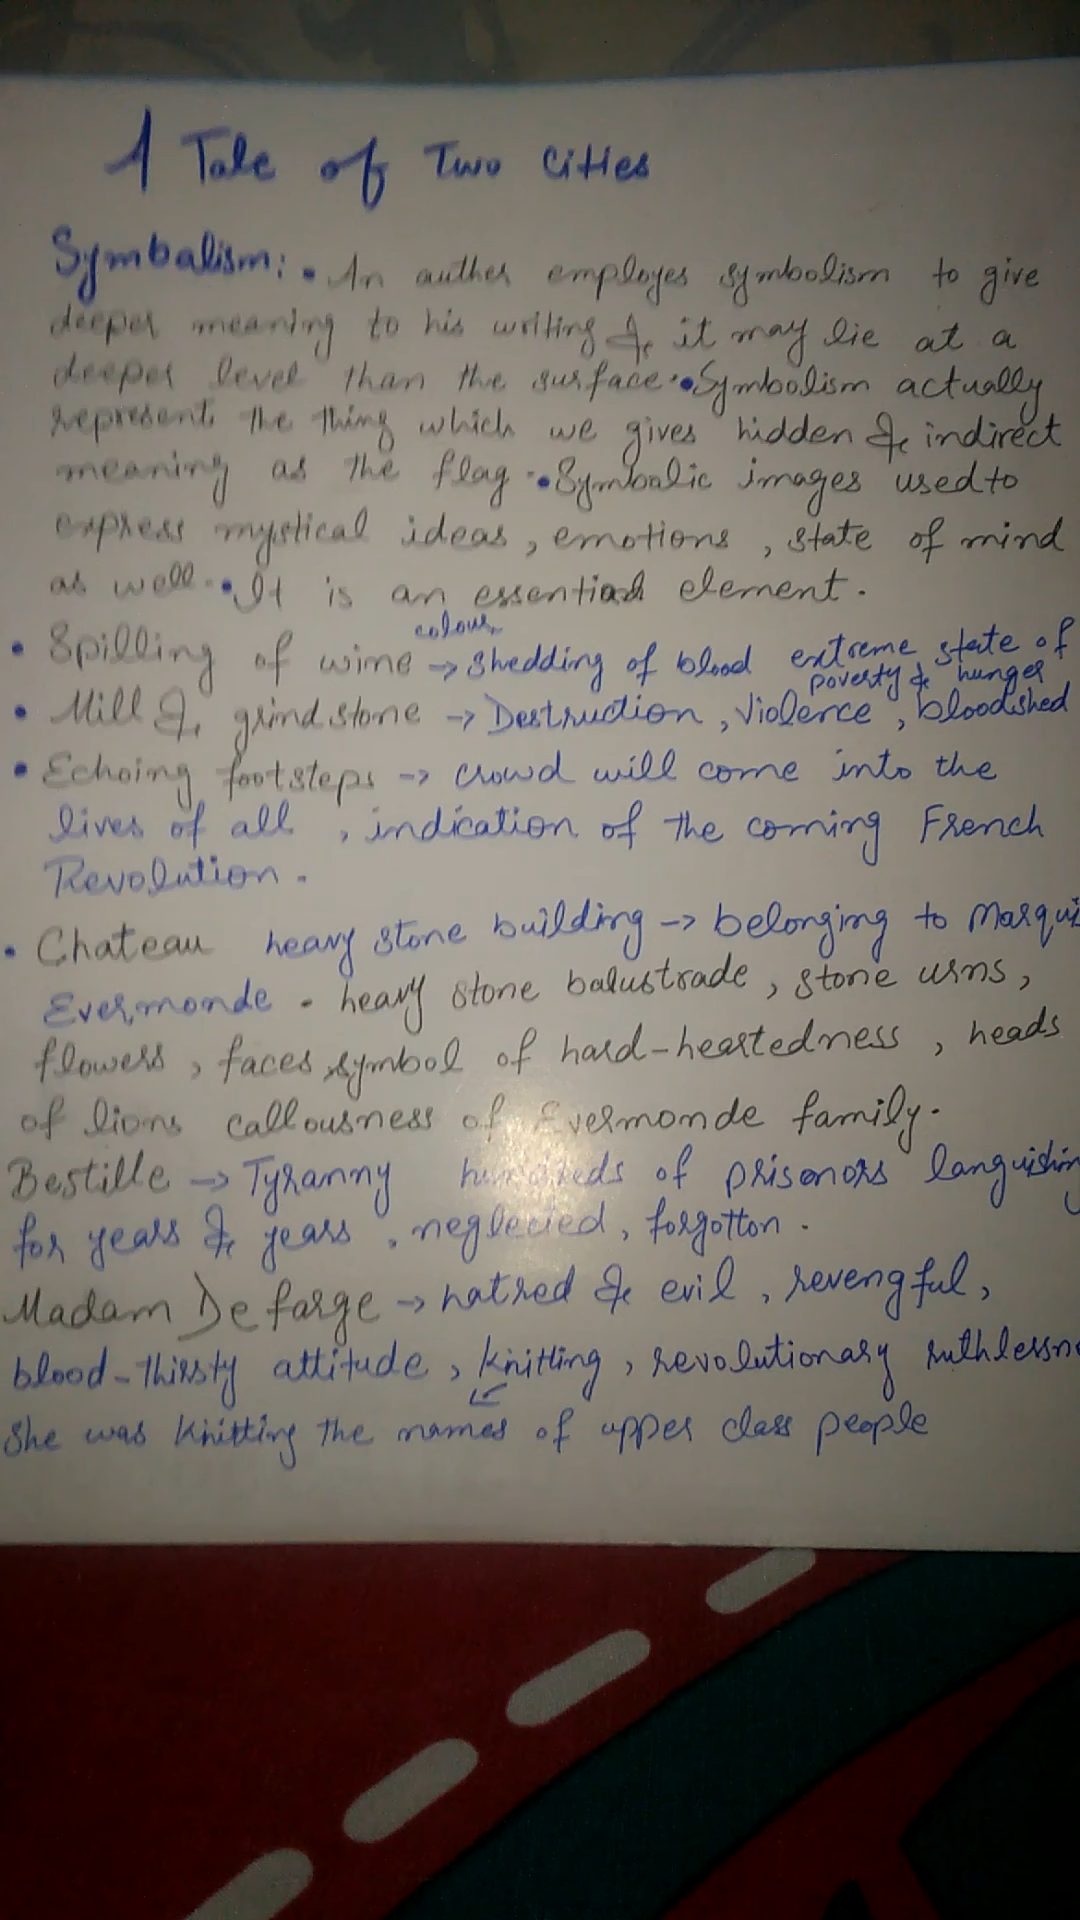 A Tale of Two Cities
Symbalism: • An auther employes symbolism to give
deeper meaning to his writing & it may lie at a
deeper level than the surface. • Symbolism actually
represent the thing which we gives hidden & indirect
meaning as the flag. • Symbolic images used to
express mystical ideas, emotions, state of mind
as well. • It is an essential element.
• Spilling of wine colour → Shedding of blood extreme state of
poverty & hunger
• Mill & grindstone → Destruction, Violence, bloodshed
• Echoing footsteps → crowd will come into the
lives of all, indication of the coming French
Revolution.
• Chateau heavy stone building → belonging to Marquis
Evermonde. heavy stone balustrade, stone urns,
flowers, faces, symbol of hard-heartedness, heads
of lions callousness of Evermonde family.
Bestille → Tyranny hundreds of prisonors languishing
for years & years, neglected, forgotton.
Madam Defarge → hatred & evil, revengful,
blood-thirsty attitude, knitting, revolutionary ruthlessne
She was knitting the names of upper class people